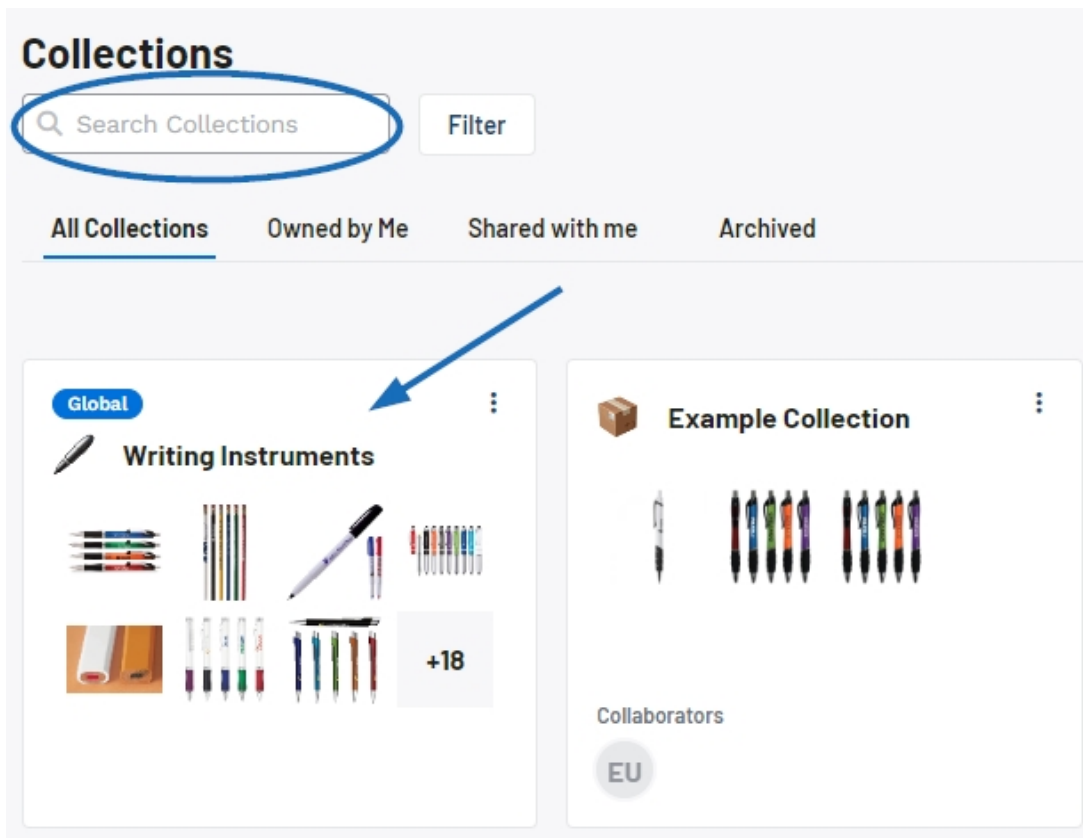 Collections
Search Collections
Filter
All Collections Owned by Me Shared with me Archived
Global
Writing Instruments
+18
Example Collection
Collaborators
EU